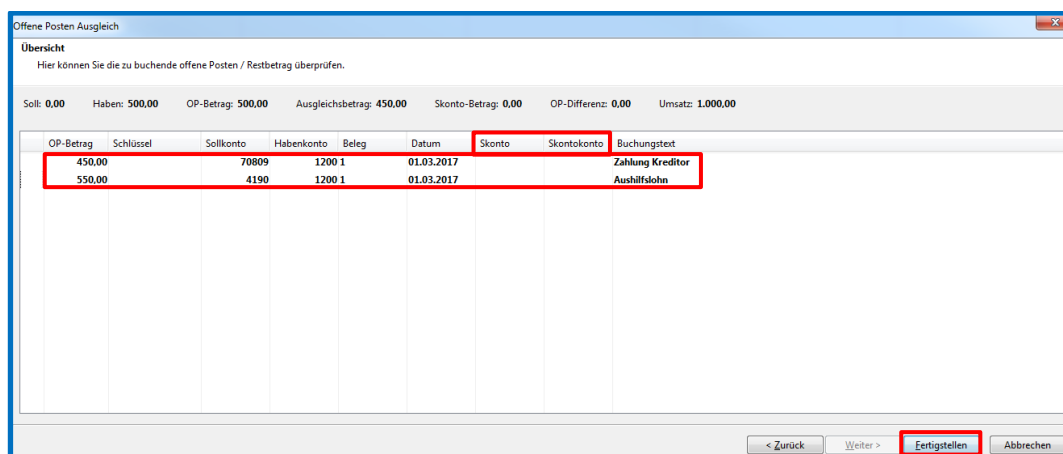 Offene Posten Ausgleich
Übersicht
Hier können Sie die zu buchende offene Posten / Restbetrag überprüfen.
Soll: 0,00 Haben: 500,00 OP-Betrag: 500,00 Ausgleichsbetrag: 450,00 Skonto-Betrag: 0,00 OP-Differenz: 0,00 Umsatz: 1.000,00
OP-Betrag Schlüssel Sollkonto Habenkonto Beleg Datum Skonto Skontokonto Buchungstext
450,00 70809 1200 1 01.03.2017 Zahlung Kreditor
550,00 4190 1200 1 01.03.2017 Aushilfslohn
< Zurück Weiter > Fertigstellen Abbrechen